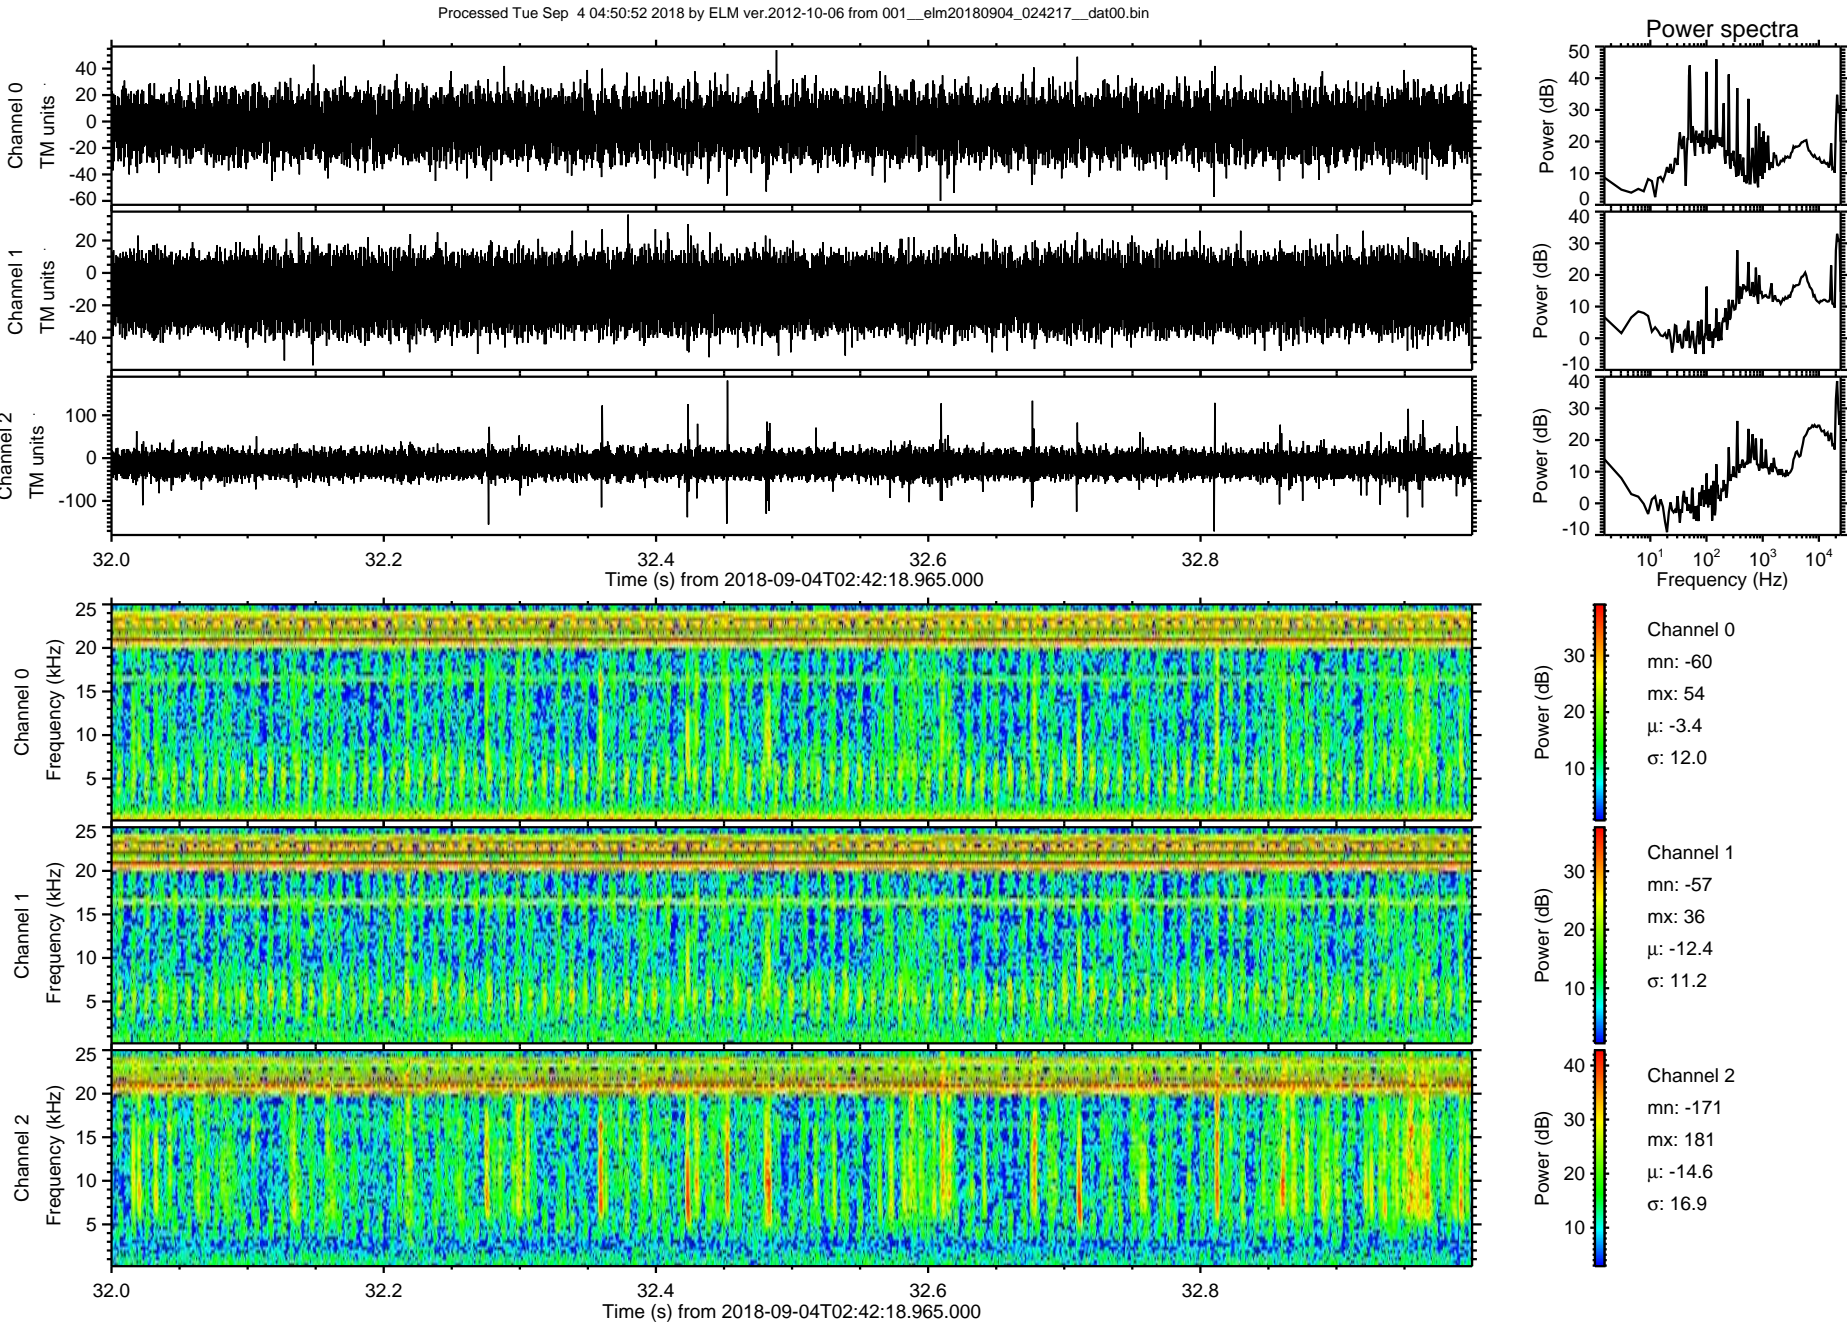 Processed Tue Sep  4 04:50:52 2018 by ELM ver.2012-10-06 from 001__elm20180904_024217__dat00.bin
Power spectra
Channel 0
TM units
40
20
0
-20
-40
-60
Power (dB)
50
40
30
20
10
0
Channel 1
TM units
20
0
-20
-40
Power (dB)
40
30
20
10
0
-10
Channel 2
TM units
100
0
-100
Power (dB)
40
30
20
10
0
-10
32.0 32.2 32.4 32.6 32.8
Time (s) from 2018-09-04T02:42:18.965.000
10^1 10^2 10^3 10^4
Frequency (Hz)
Channel 0
Frequency (kHz)
25
20
15
10
5
Power (dB)
30
20
10
Channel 0
mn: -60
mx: 54
μ: -3.4
σ: 12.0
Channel 1
Frequency (kHz)
25
20
15
10
5
Power (dB)
30
20
10
Channel 1
mn: -57
mx: 36
μ: -12.4
σ: 11.2
Channel 2
Frequency (kHz)
25
20
15
10
5
Power (dB)
40
30
20
10
Channel 2
mn: -171
mx: 181
μ: -14.6
σ: 16.9
32.0 32.2 32.4 32.6 32.8
Time (s) from 2018-09-04T02:42:18.965.000